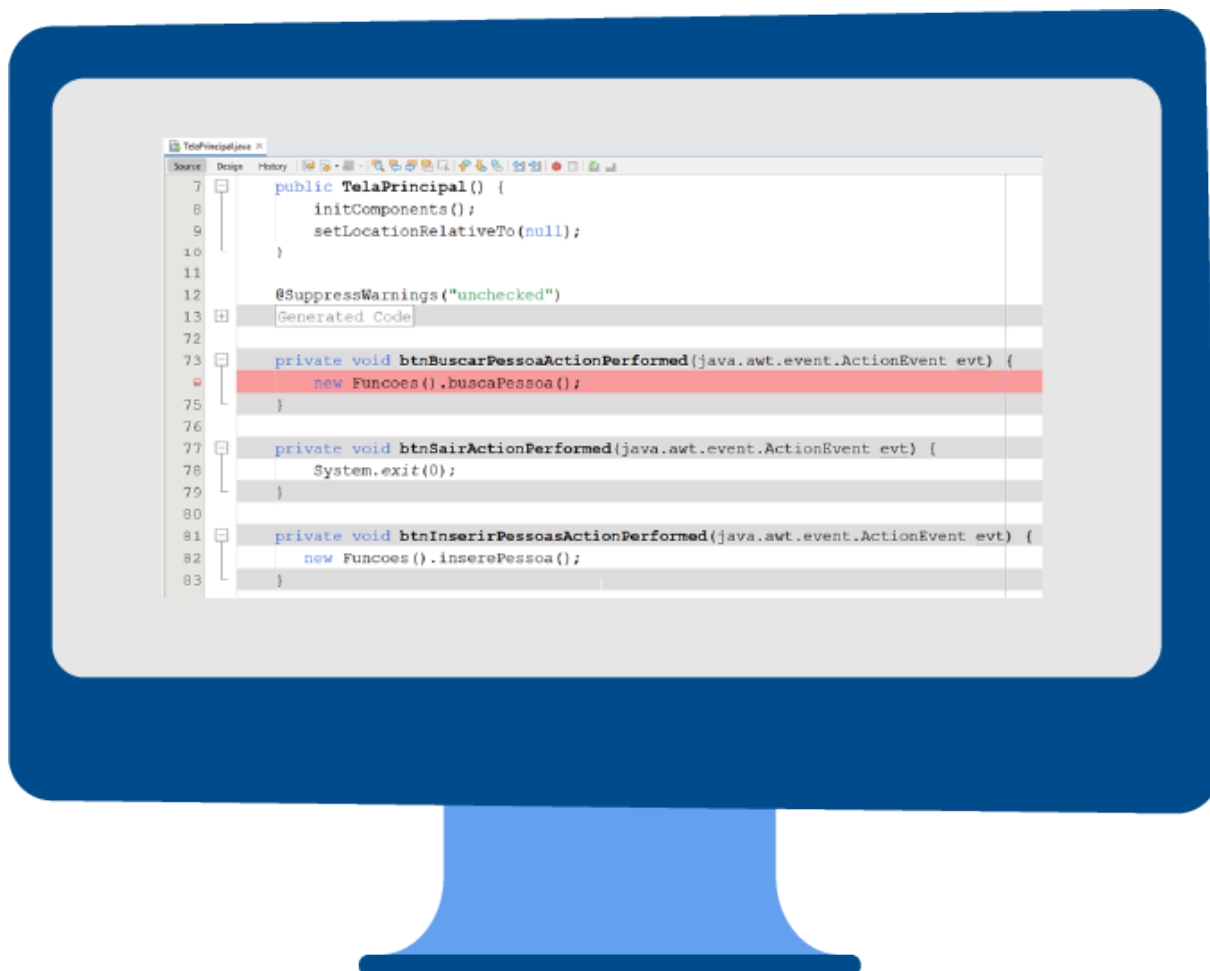 TelaPrincipal.java ×
Source Design History
7 public TelaPrincipal() {
8 initComponents();
9 setLocationRelativeTo(null);
10 }
11
12 @SuppressWarnings("unchecked")
13 Generated Code
72
73 private void btnBuscarPessoaActionPerformed(java.awt.event.ActionEvent evt) {
new Funcoes().buscaPessoa();
75 }
76
77 private void btnSairActionPerformed(java.awt.event.ActionEvent evt) {
78 System.exit(0);
79 }
80
81 private void btnInserirPessoasActionPerformed(java.awt.event.ActionEvent evt) {
82 new Funcoes().inserePessoa();
83 }